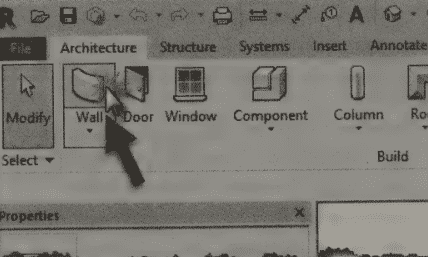 File Architecture Structure Systems Insert Annotate
Modify Wall Door Window Component Column
Select Build
Properties